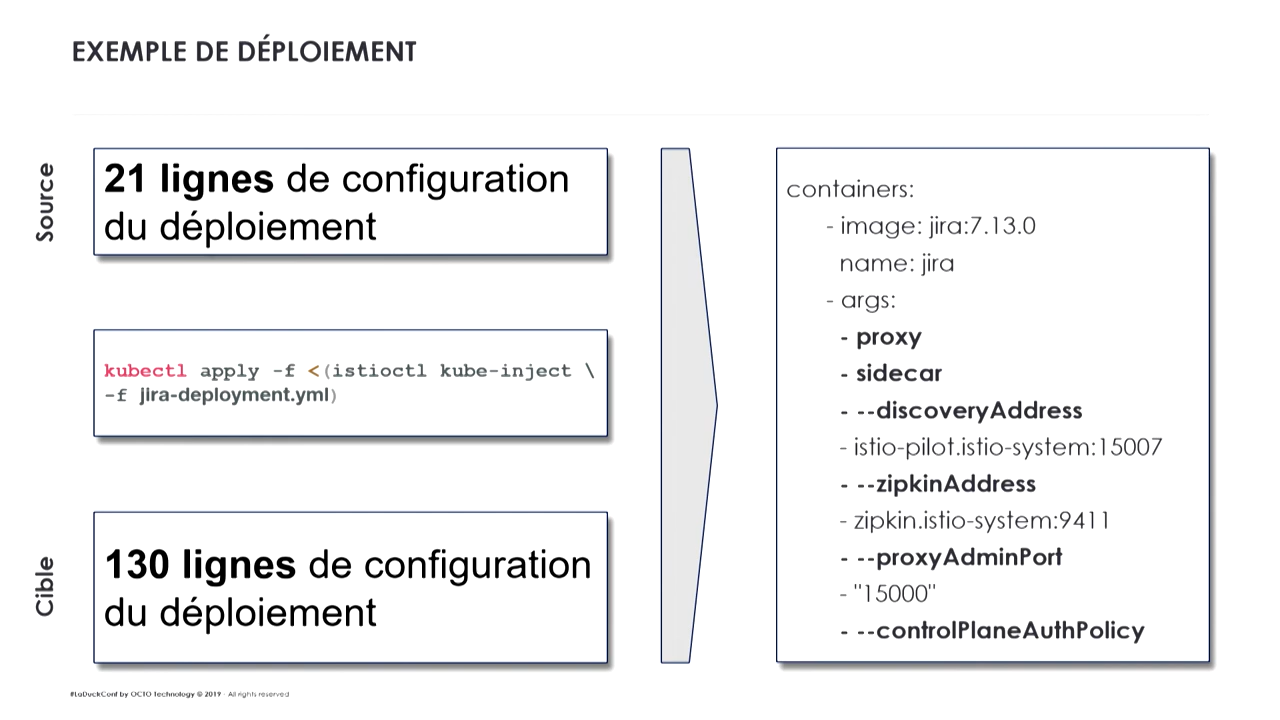 EXEMPLE DE DÉPLOIEMENT
Source
21 lignes de configuration
du déploiement
kubectl apply -f <(istioctl kube-inject \
-f jira-deployment.yml)
Cible
130 lignes de configuration
du déploiement
containers:
- image: jira:7.13.0
name: jira
- args:
- proxy
- sidecar
- --discoveryAddress
- istio-pilot.istio-system:15007
- --zipkinAddress
- zipkin.istio-system:9411
- --proxyAdminPort
- "15000"
- --controlPlaneAuthPolicy
#LaDuckConf by OCTO Technology © 2019 - All rights reserved